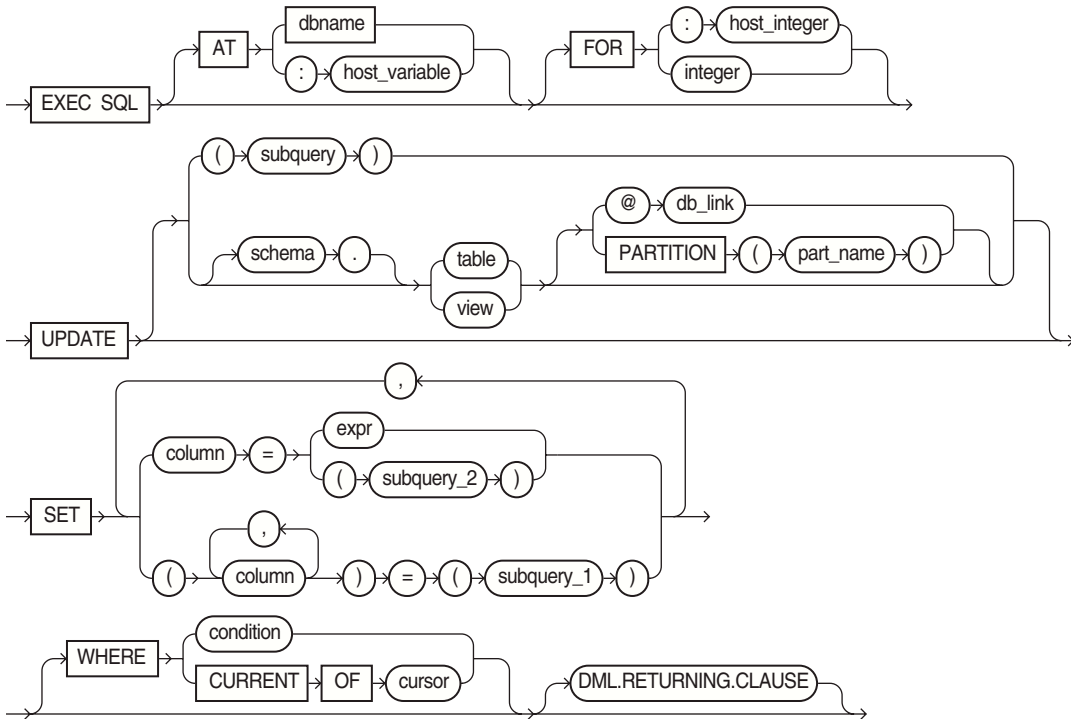 dbname
: host_integer
AT
FOR
: host_variable
integer
EXEC SQL
( subquery )
@ db_link
schema .
table
PARTITION ( part_name )
view
UPDATE
,
expr
column =
( subquery_2 )
SET
,
( column ) = ( subquery_1 )
condition
WHERE
CURRENT OF cursor
DML.RETURNING.CLAUSE